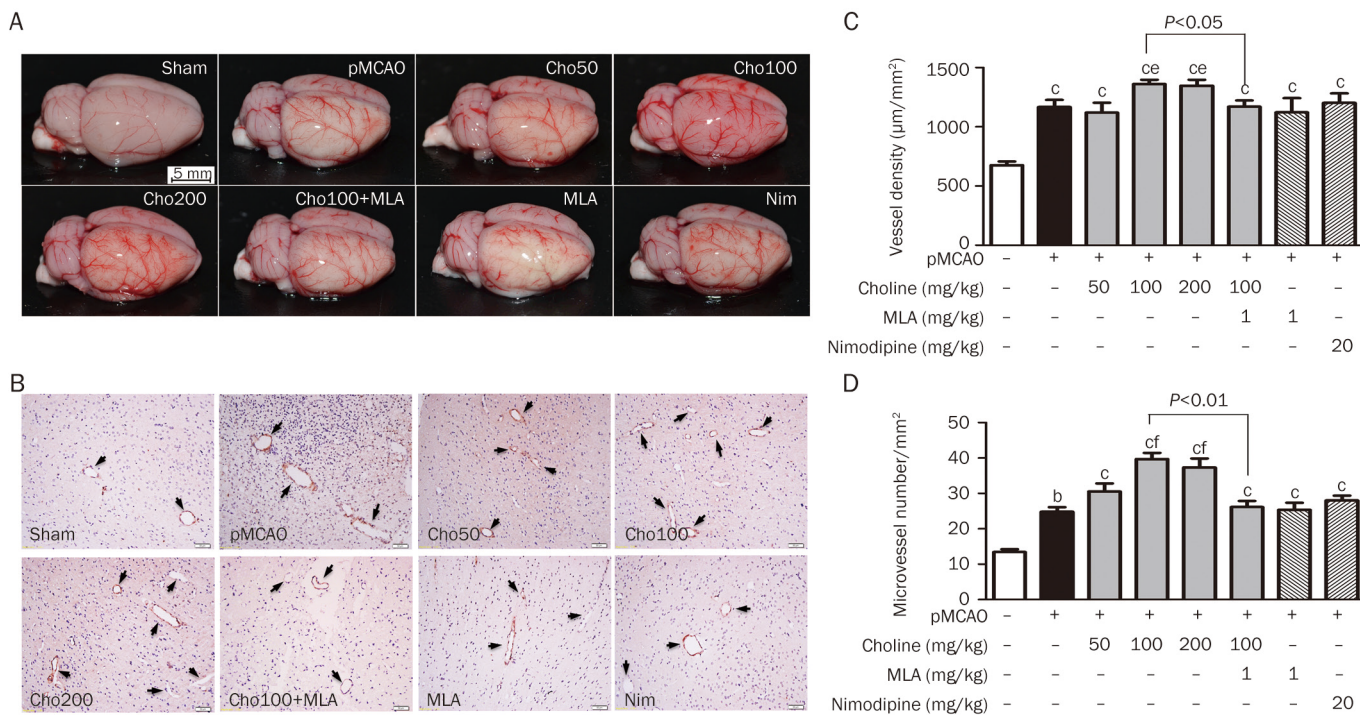 A
Sham
pMCAO
Cho50
Cho100
5 mm
Cho200
Cho100+MLA
MLA
Nim
B
Sham
pMCAO
Cho50
Cho100
Cho200
Cho100+MLA
MLA
Nim
C
P<0.05
Vessel density (μm/mm²)
1500
1000
500
0
c c ce ce c c c
pMCAO – + + + + + + +
Choline (mg/kg) – – 50 100 200 100 – –
MLA (mg/kg) – – – – – 1 1 –
Nimodipine (mg/kg) – – – – – – – 20
D
P<0.01
Microvessel number/mm²
50
40
30
20
10
0
b c cf cf c c c
pMCAO – + + + + + + +
Choline (mg/kg) – – 50 100 200 100 – –
MLA (mg/kg) – – – – – 1 1 –
Nimodipine (mg/kg) – – – – – – – 20